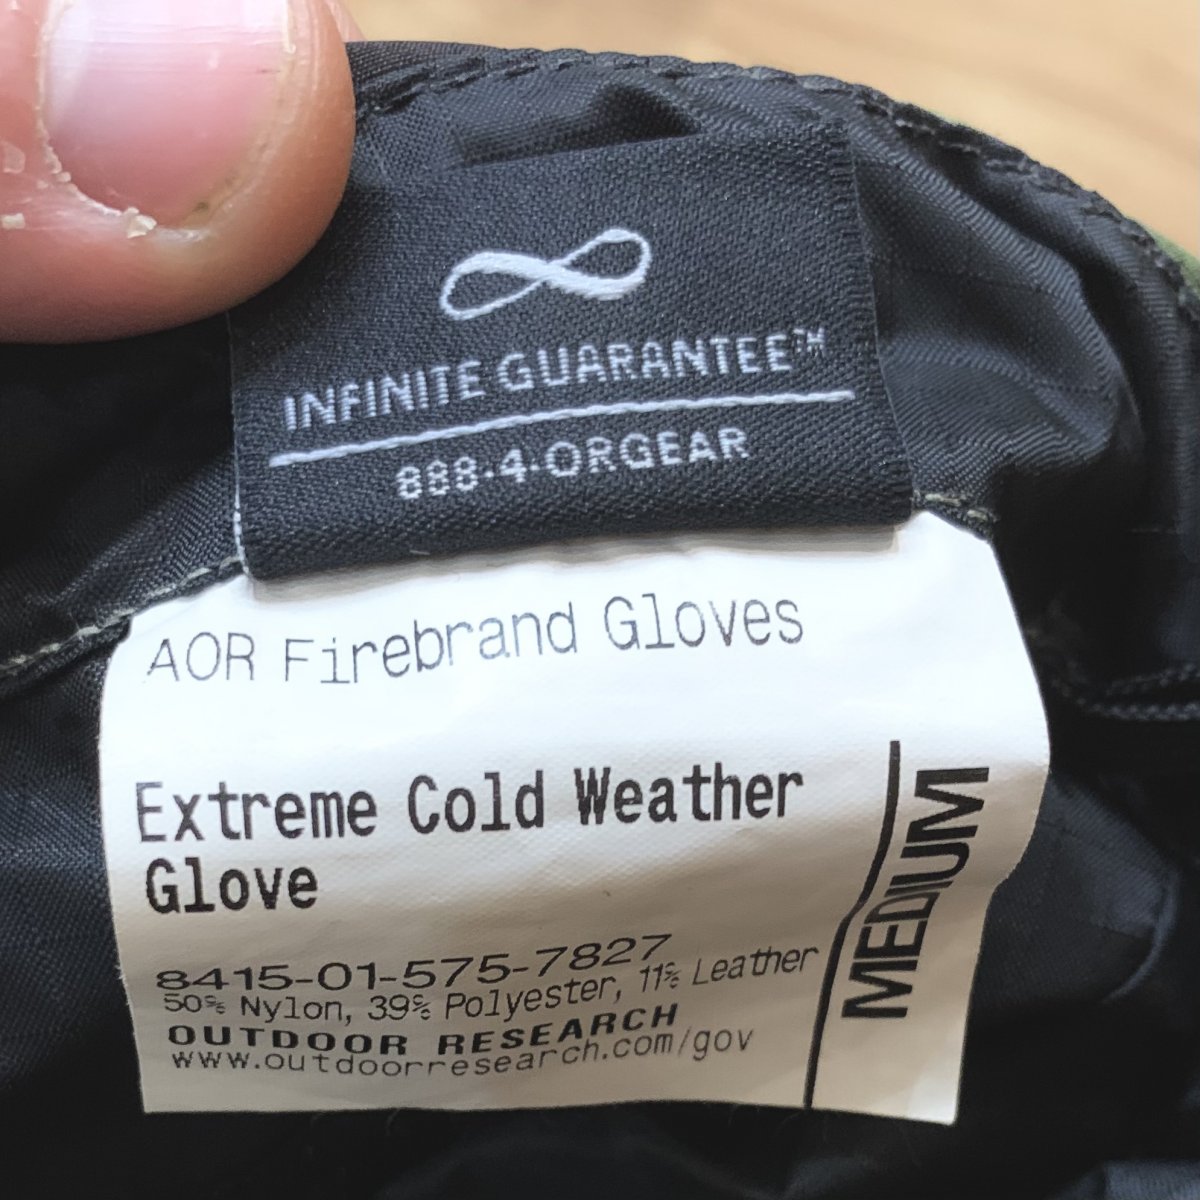 INFINITE GUARANTEE™
888·4·ORGEAR
AOR Firebrand Gloves
Extreme Cold Weather
Glove
8415-01-575-7827
50% Nylon, 39% Polyester, 11% Leather
OUTDOOR RESEARCH
www.outdoorresearch.com/gov
MEDIUM